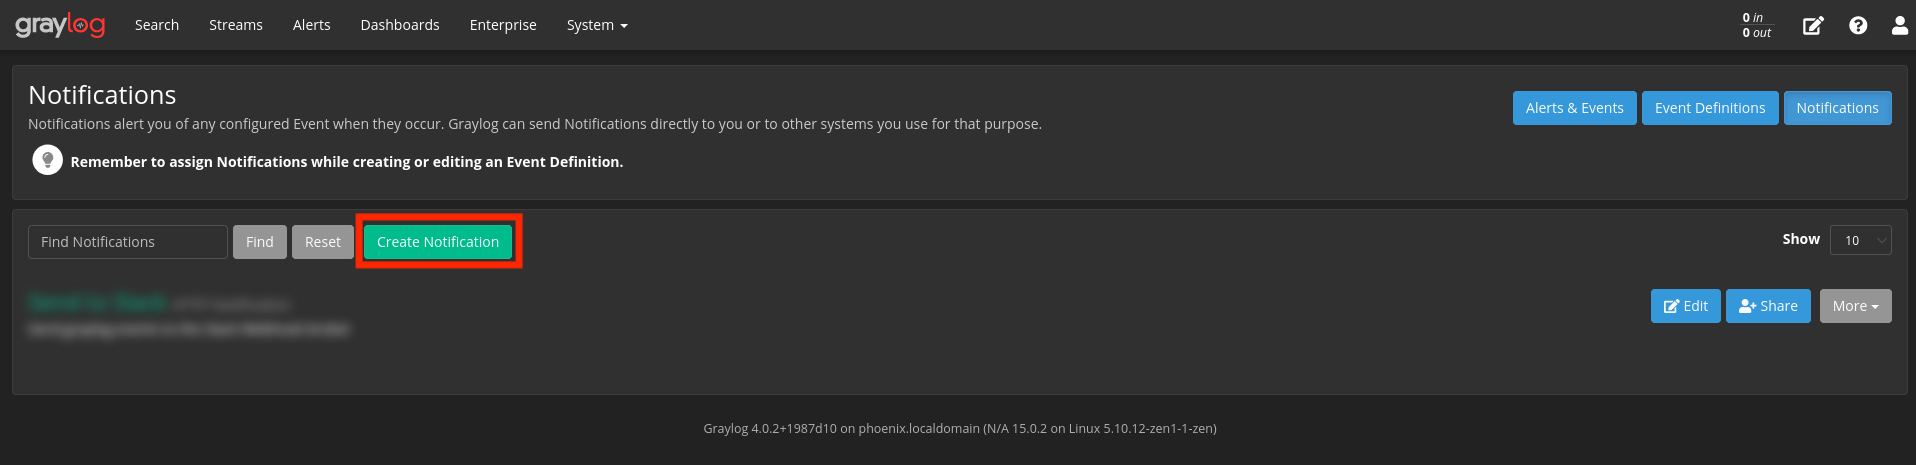 graylog Search Streams Alerts Dashboards Enterprise System 0 in
0 out
Notifications
Alerts & Events Event Definitions Notifications
Notifications alert you of any configured Event when they occur. Graylog can send Notifications directly to you or to other systems you use for that purpose.
Remember to assign Notifications while creating or editing an Event Definition.
Find Notifications Find Reset Create Notification Show 10
Edit Share More
Graylog 4.0.2+1987d10 on phoenix.localdomain (N/A 15.0.2 on Linux 5.10.12-zen1-1-zen)